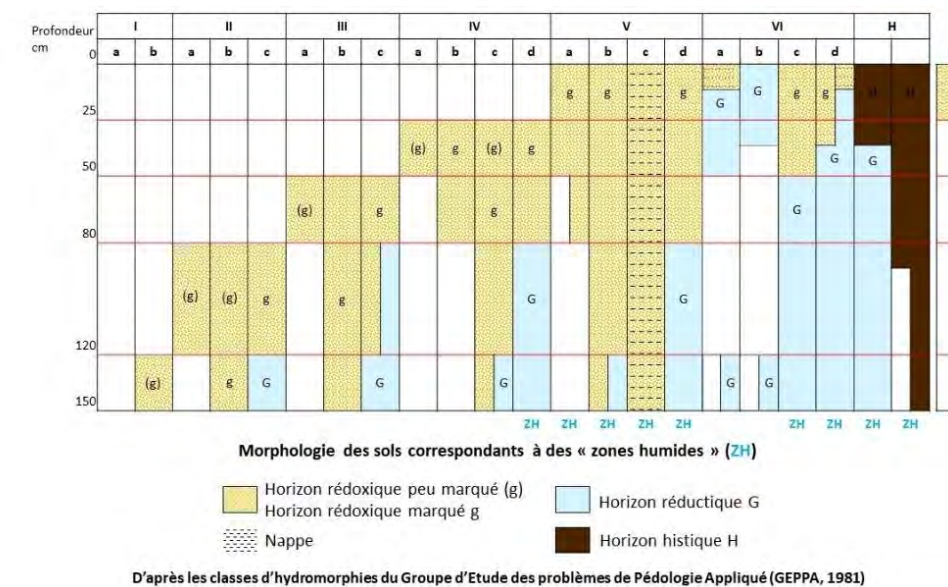 Profondeur I II III IV V VI H
cm
0 a b a b c a b c a b c d a b c d a b c d
g g g G G g g H H
25
(g) g (g) g G G
50
(g) g g G
80
(g) (g) g g G G
120
(g) g G G G G G
150
ZH ZH ZH ZH ZH ZH ZH ZH ZH
Morphologie des sols correspondants à des « zones humides » (ZH)
Horizon rédoxique peu marqué (g)
Horizon rédoxique marqué g
Horizon réductique G
Nappe
Horizon histique H
D'après les classes d'hydromorphies du Groupe d'Etude des problèmes de Pédologie Appliqué (GEPPA, 1981)